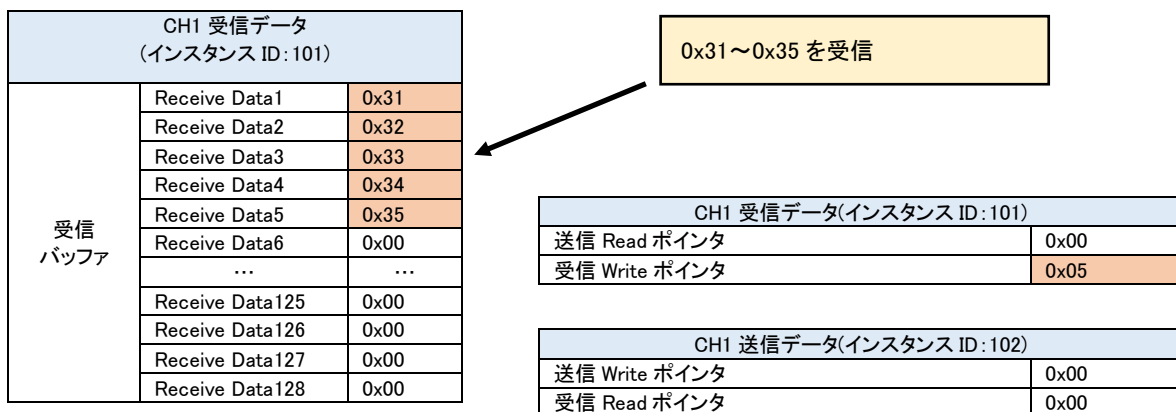 CH1 受信データ
(インスタンス ID：101)
受信
バッファ
Receive Data1 0x31
Receive Data2 0x32
Receive Data3 0x33
Receive Data4 0x34
Receive Data5 0x35
Receive Data6 0x00
… …
Receive Data125 0x00
Receive Data126 0x00
Receive Data127 0x00
Receive Data128 0x00
0x31～0x35 を受信
CH1 受信データ(インスタンス ID：101)
送信 Read ポインタ 0x00
受信 Write ポインタ 0x05
CH1 送信データ(インスタンス ID：102)
送信 Write ポインタ 0x00
受信 Read ポインタ 0x00